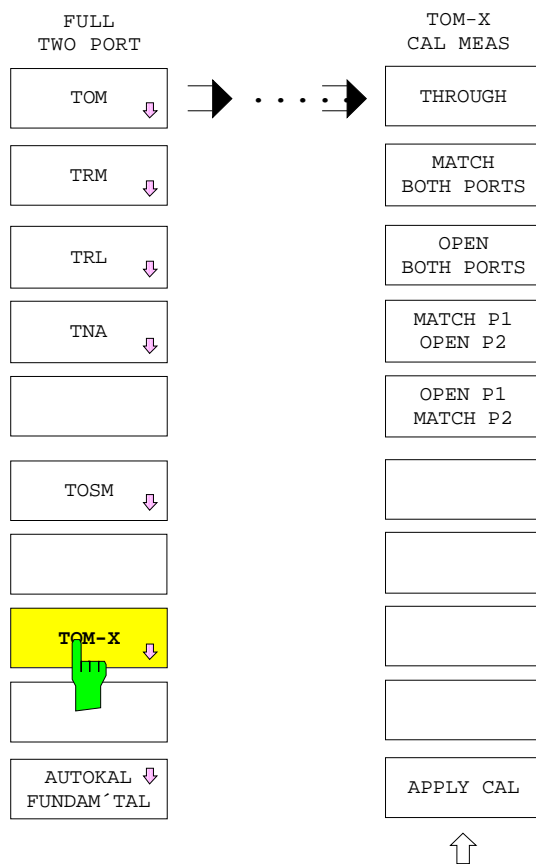 FULL
TWO PORT
TOM
TRM
TRL
TNA
TOSM
TOM-X
AUTOKAL
FUNDAM´TAL
TOM-X
CAL MEAS
THROUGH
MATCH
BOTH PORTS
OPEN
BOTH PORTS
MATCH P1
OPEN P2
OPEN P1
MATCH P2
APPLY CAL